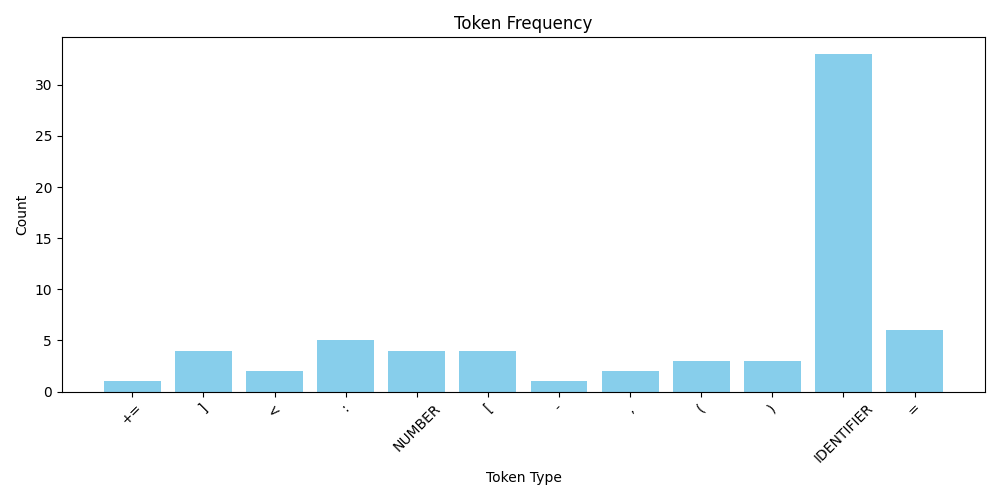 Token Frequency
Count
30
25
20
15
10
5
0
+= ] < : NUMBER [ - , ( ) IDENTIFIER =
Token Type